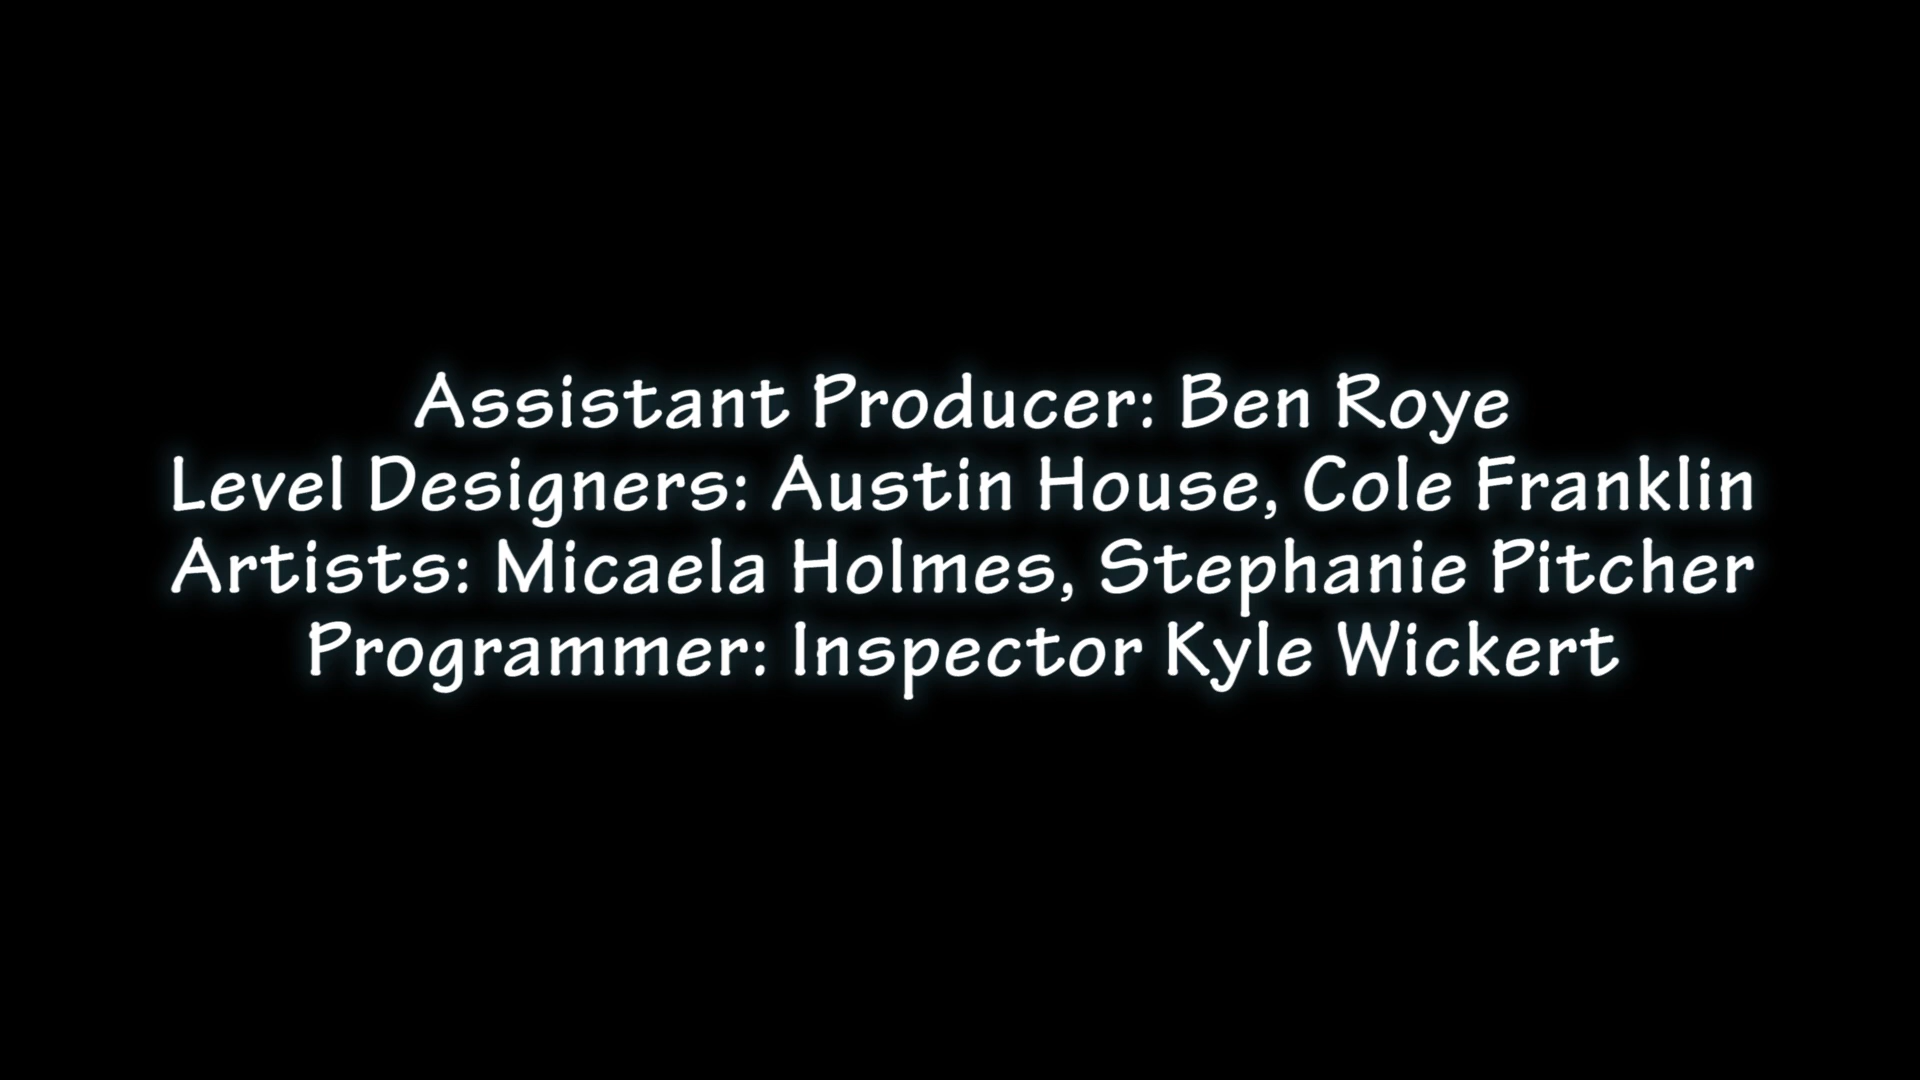 Assistant Producer: Ben Roye
Level Designers: Austin House, Cole Franklin
Artists: Micaela Holmes, Stephanie Pitcher
Programmer: Inspector Kyle Wickert